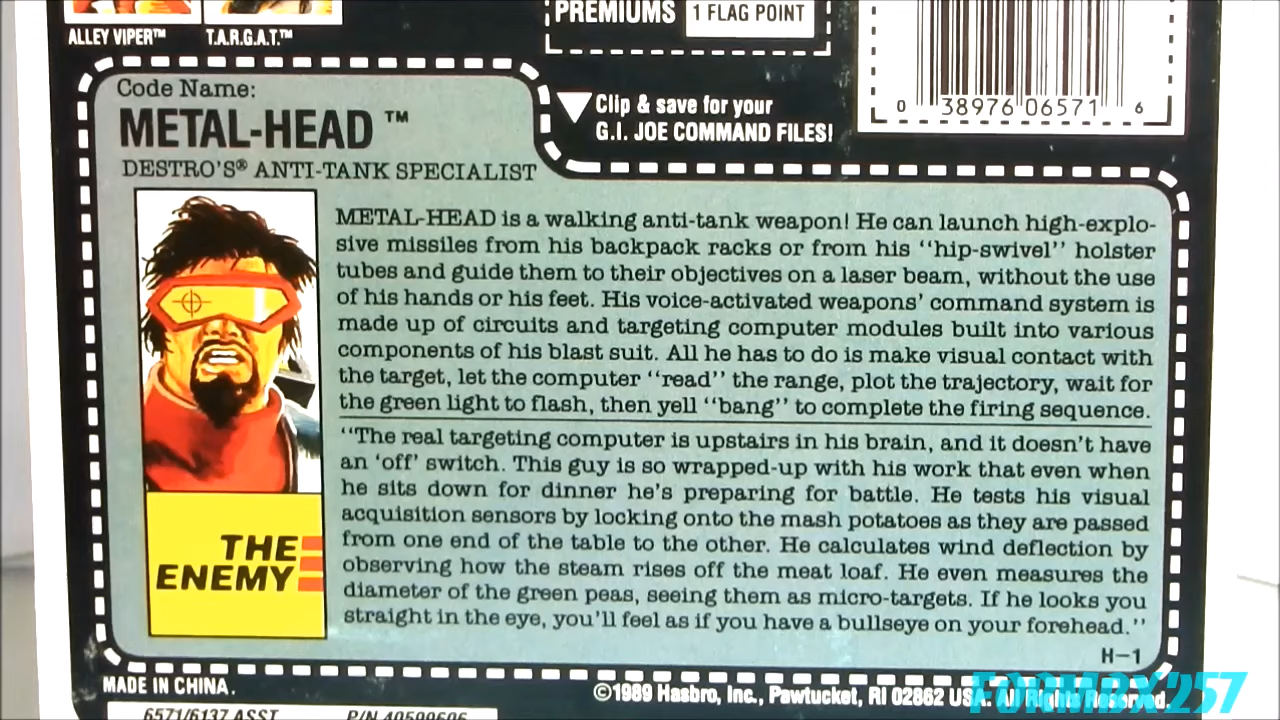 PREMIUMS
1 FLAG POINT
ALLEY VIPER™
T.A.R.G.A.T.™
Code Name:
METAL-HEAD ™
DESTRO'S® ANTI-TANK SPECIALIST
Clip & save for your
G.I. JOE COMMAND FILES!
0 38976 06571 6
METAL-HEAD is a walking anti-tank weapon! He can launch high-explo-
sive missiles from his backpack racks or from his "hip-swivel" holster
tubes and guide them to their objectives on a laser beam, without the use
of his hands or his feet. His voice-activated weapons' command system is
made up of circuits and targeting computer modules built into various
components of his blast suit. All he has to do is make visual contact with
the target, let the computer "read" the range, plot the trajectory, wait for
the green light to flash, then yell "bang" to complete the firing sequence.
"The real targeting computer is upstairs in his brain, and it doesn't have
an 'off' switch. This guy is so wrapped-up with his work that even when
he sits down for dinner he's preparing for battle. He tests his visual
acquisition sensors by locking onto the mash potatoes as they are passed
from one end of the table to the other. He calculates wind deflection by
observing how the steam rises off the meat loaf. He even measures the
diameter of the green peas, seeing them as micro-targets. If he looks you
straight in the eye, you'll feel as if you have a bullseye on your forehead."
THE
ENEMY
H-1
MADE IN CHINA.
©1989 Hasbro, Inc., Pawtucket, RI 02862 USA. All Rights Reserved.
FORMBX257
6571/6137 ASST.
P/N 40599606